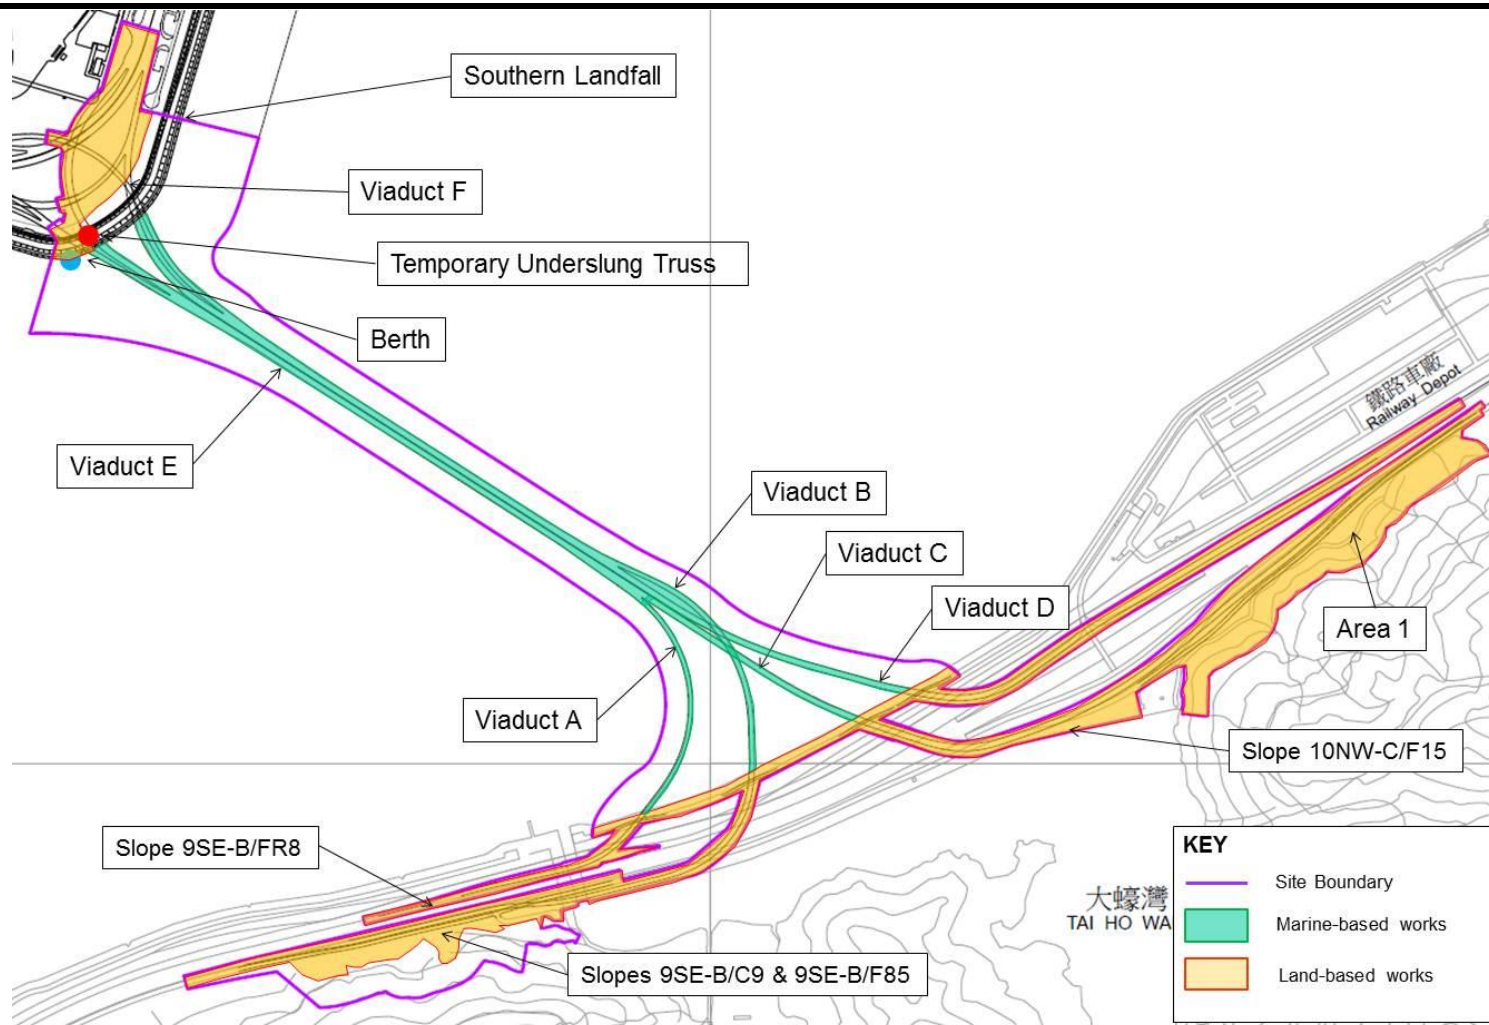 Southern Landfall
Viaduct F
Temporary Underslung Truss
Berth
Viaduct E
Viaduct B
Viaduct C
Viaduct D
鐵路車廠
Railway Depot
Area 1
Viaduct A
Slope 10NW-C/F15
Slope 9SE-B/FR8
大蠔灣
TAI HO WA
Slopes 9SE-B/C9 & 9SE-B/F85
KEY
Site Boundary
Marine-based works
Land-based works